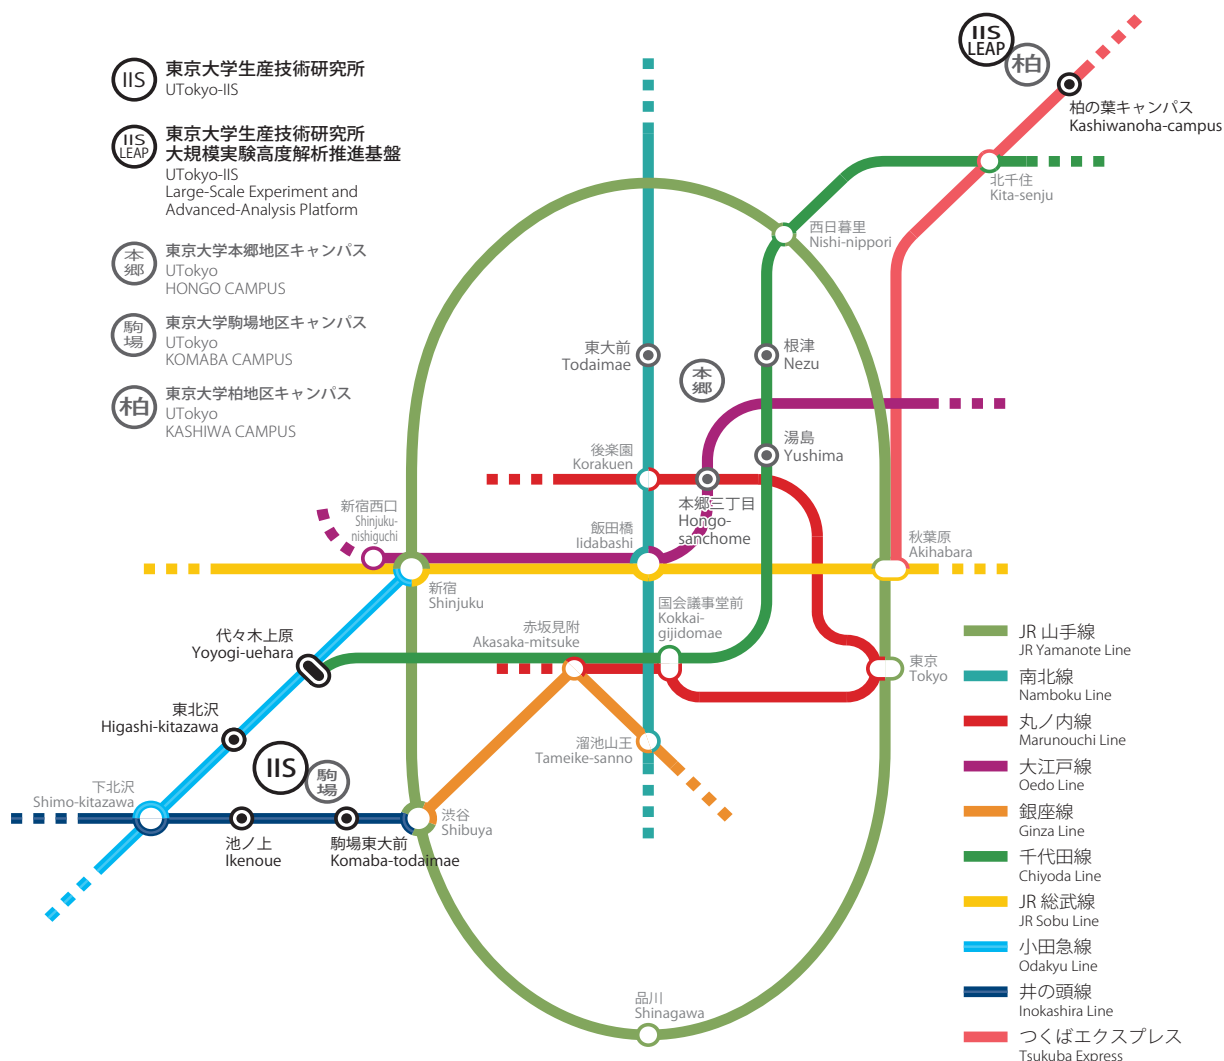 IIS
東京大学生産技術研究所
UTokyo-IIS
IIS
LEAP
東京大学生産技術研究所
大規模実験高度解析推進基盤
UTokyo-IIS
Large-Scale Experiment and
Advanced-Analysis Platform
本
郷
東京大学本郷地区キャンパス
UTokyo
HONGO CAMPUS
駒
場
東京大学駒場地区キャンパス
UTokyo
KOMABA CAMPUS
柏
東京大学柏地区キャンパス
UTokyo
KASHIWA CAMPUS
IIS
LEAP
柏
柏の葉キャンパス
Kashiwanoha-campus
北千住
Kita-senju
西日暮里
Nishi-nippori
東大前
Todaimae
本
郷
根津
Nezu
湯島
Yushima
後楽園
Korakuen
本郷三丁目
Hongo-
sanchome
新宿西口
Shinjuku-
nishiguchi
飯田橋
Iidabashi
秋葉原
Akihabara
新宿
Shinjuku
国会議事堂前
Kokkai-
gijidomae
赤坂見附
Akasaka-mitsuke
代々木上原
Yoyogi-uehara
東京
Tokyo
東北沢
Higashi-kitazawa
溜池山王
Tameike-sanno
IIS
駒
場
下北沢
Shimo-kitazawa
池ノ上
Ikenoue
駒場東大前
Komaba-todaimae
渋谷
Shibuya
品川
Shinagawa
JR 山手線
JR Yamanote Line
南北線
Namboku Line
丸ノ内線
Marunouchi Line
大江戸線
Oedo Line
銀座線
Ginza Line
千代田線
Chiyoda Line
JR 総武線
JR Sobu Line
小田急線
Odakyu Line
井の頭線
Inokashira Line
つくばエクスプレス
Tsukuba Express